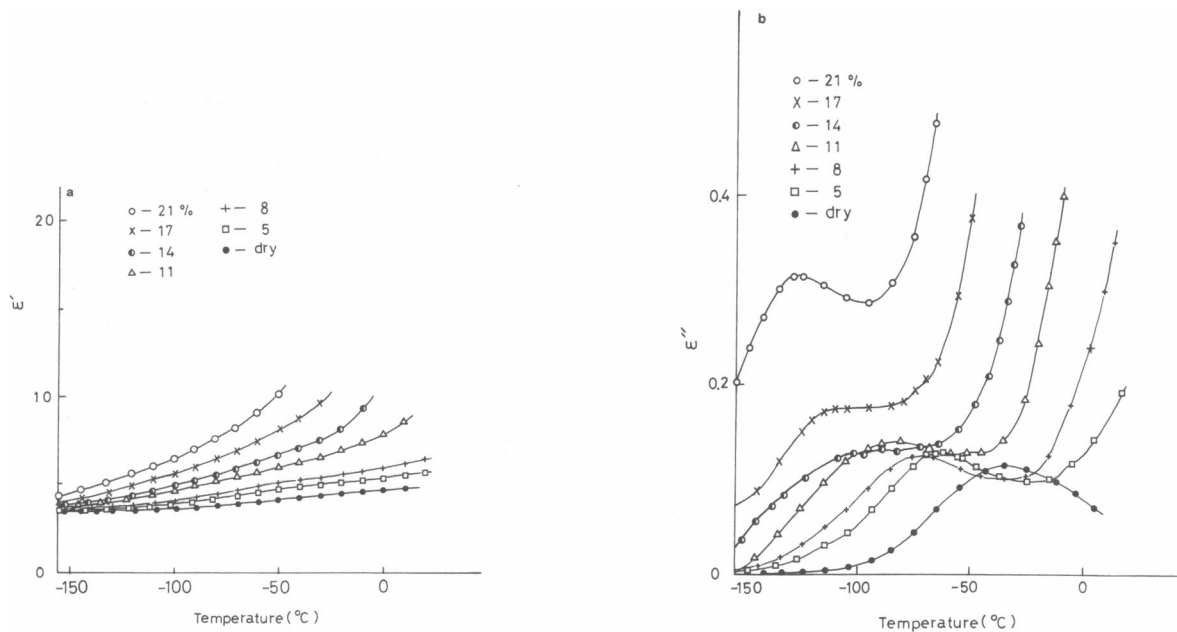 a
○ — 21 %
× — 17
◐ — 14
△ — 11
+ — 8
□ — 5
● — dry
20
10
0
ε′
-150 -100 -50 0
Temperature (°C)
b
○ — 21 %
× — 17
◐ — 14
△ — 11
+ — 8
□ — 5
● — dry
0,4
0,2
0
ε″
-150 -100 -50 0
Temperature (°C)